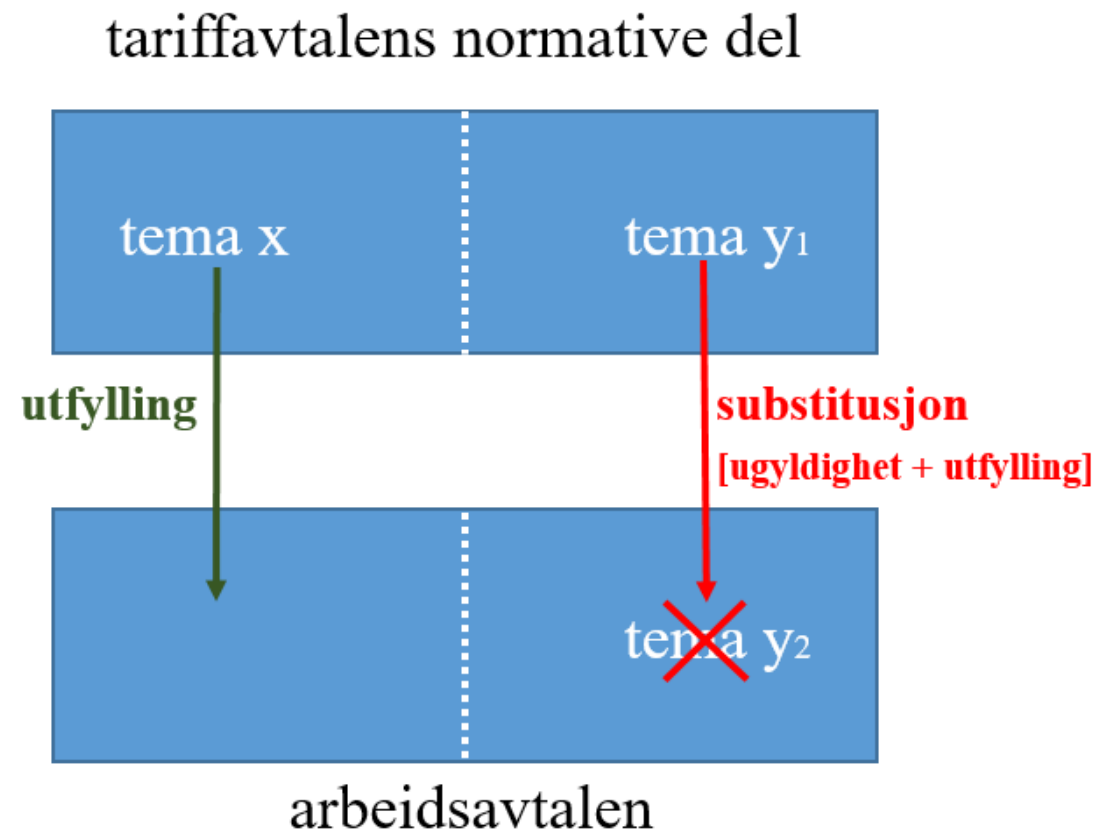 tariffavtalens normative del
tema x
tema y₁
utfylling
substitusjon
[ugyldighet + utfylling]
tema y₂
arbeidsavtalen